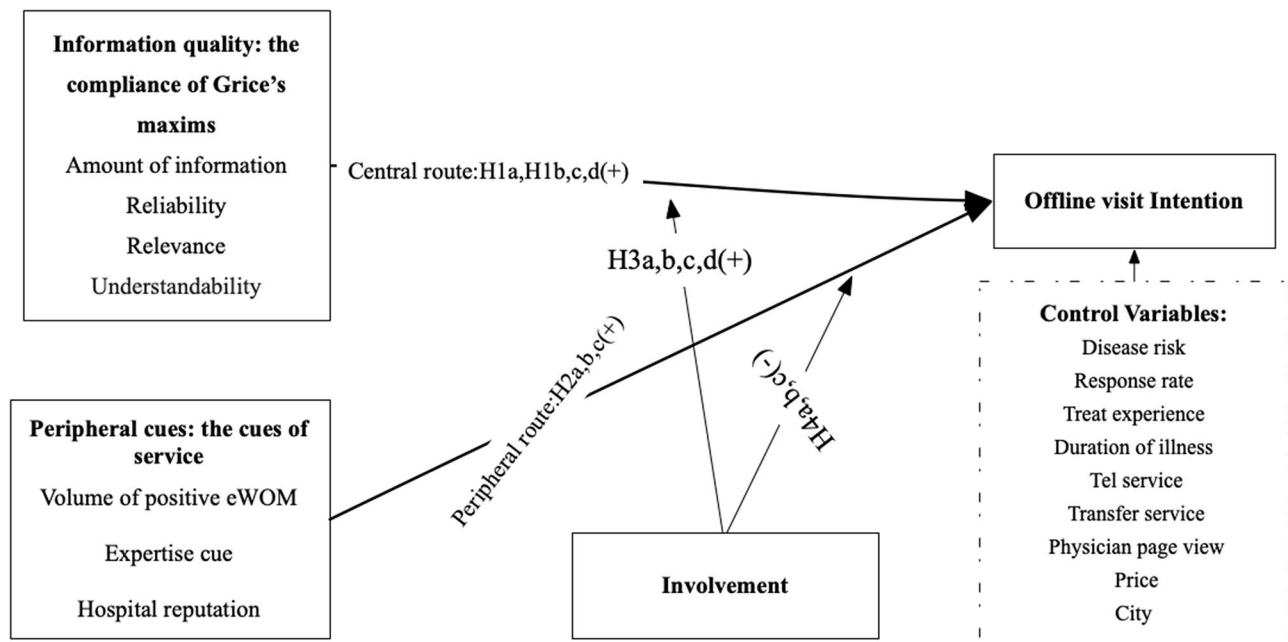 Information quality: the
compliance of Grice’s
maxims
Amount of information
Reliability
Relevance
Understandability
Central route:H1a,H1b,c,d(+)
Offline visit Intention
H3a,b,c,d(+)
Peripheral route:H2a,b,c(+)
H4a,b,c(-)
Peripheral cues: the cues of
service
Volume of positive eWOM
Expertise cue
Hospital reputation
Involvement
Control Variables:
Disease risk
Response rate
Treat experience
Duration of illness
Tel service
Transfer service
Physician page view
Price
City